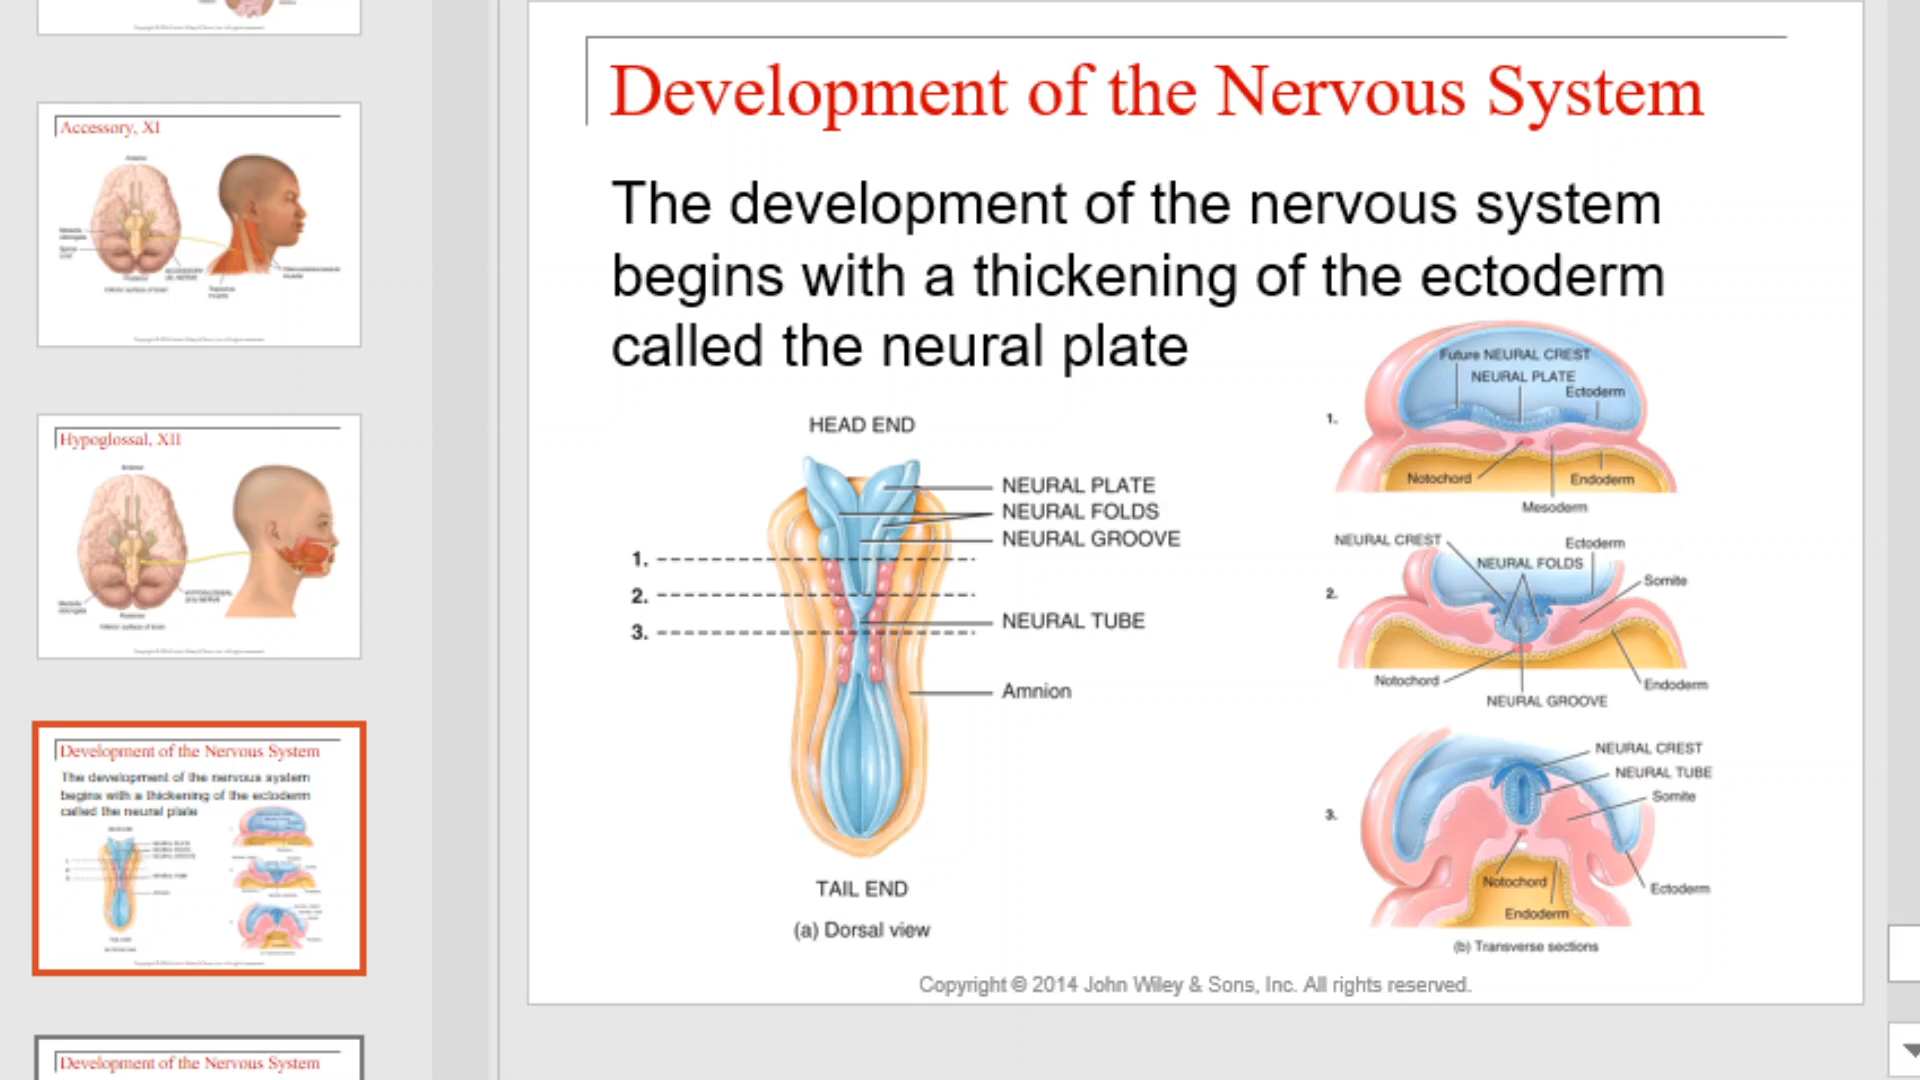 Accessory, XI
Hypoglossal, XII
Development of the Nervous System
The development of the nervous system
begins with a thickening of the ectoderm
called the neural plate
Development of the Nervous System
Development of the Nervous System
The development of the nervous system
begins with a thickening of the ectoderm
called the neural plate
HEAD END
NEURAL PLATE
NEURAL FOLDS
NEURAL GROOVE
1.
2.
3.
NEURAL TUBE
Amnion
TAIL END
(a) Dorsal view
Future NEURAL CREST
NEURAL PLATE
Ectoderm
1.
Notochord
Endoderm
Mesoderm
NEURAL CREST
Ectoderm
NEURAL FOLDS
Somite
2.
Notochord
Endoderm
NEURAL GROOVE
NEURAL CREST
NEURAL TUBE
Somite
3.
Notochord
Ectoderm
Endoderm
(b) Transverse sections
Copyright © 2014 John Wiley & Sons, Inc. All rights reserved.